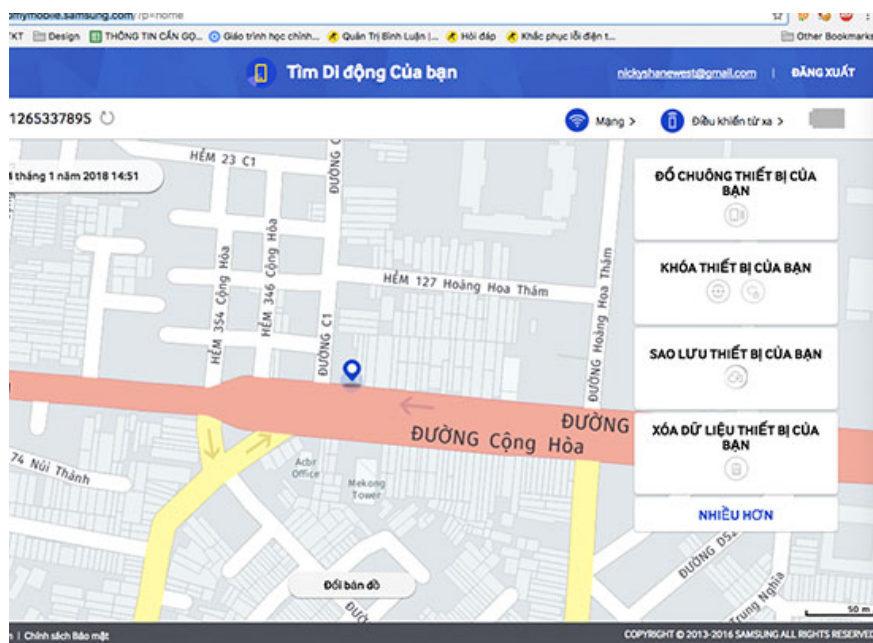 omymobile.samsung.com/?p=home
TKT Design THÔNG TIN CẦN GỌ... Giáo trình học chỉnh... Quản Trị Bình Luận |... Hỏi đáp Khắc phục lỗi điện t... Other Bookmarks
Tìm Di động Của bạn
nickyshanewest@gmail.com | ĐĂNG XUẤT
1265337895
Mạng >
Điều khiển từ xa >
tháng 1 năm 2018 14:51
HẺM 23 C1
ĐƯỜNG C
ĐỔ CHUÔNG THIẾT BỊ CỦA
BẠN
KHÓA THIẾT BỊ CỦA BẠN
SAO LƯU THIẾT BỊ CỦA BẠN
XÓA DỮ LIỆU THIẾT BỊ CỦA
BẠN
NHIỀU HƠN
HẺM 354 Cộng Hòa
HẺM 346 Cộng Hòa
ĐƯỜNG C1
HẺM 127 Hoàng Hoa Thám
ĐƯỜNG Hoàng Hoa Thám
ĐƯỜNG Cộng Hòa
ĐƯỜNG
74 Núi Thành
Acbr
Office
Mekong
Tower
ĐƯỜNG D52
Trung Nghĩa
Đổi bản đồ
50 m
n | Chính sách Bảo mật
COPYRIGHT © 2013-2016 SAMSUNG ALL RIGHTS RESERVED